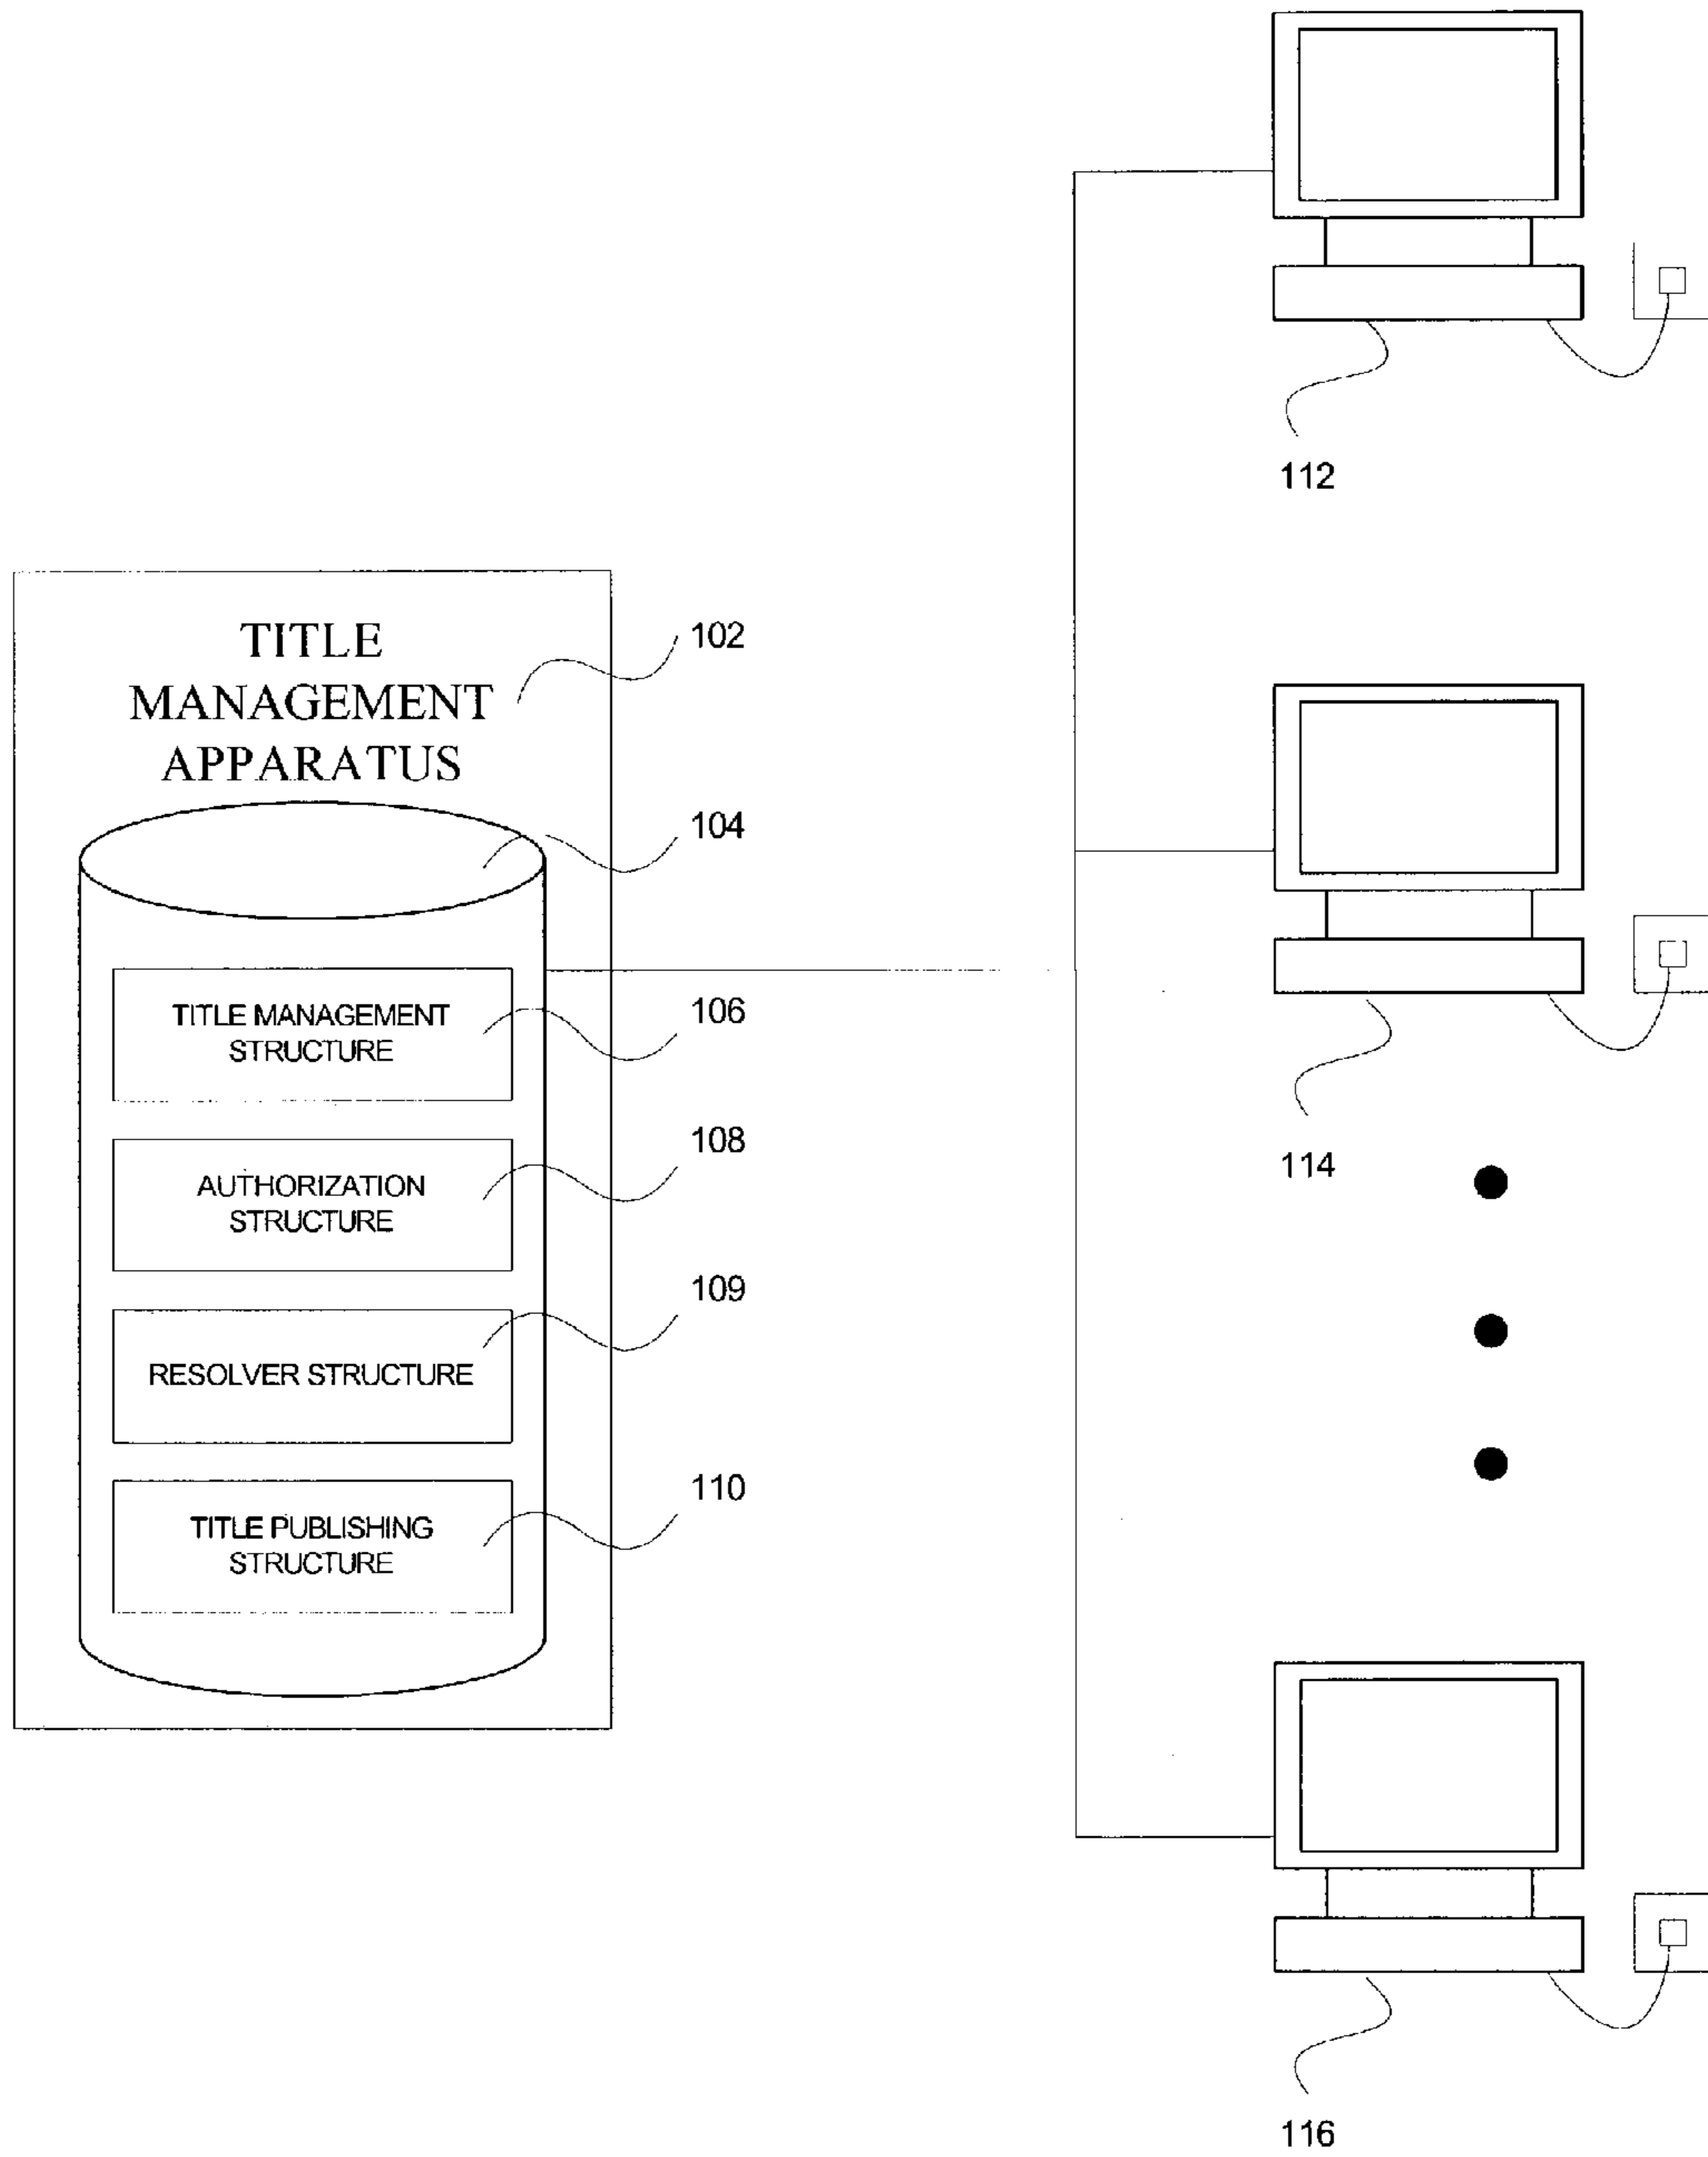 112
TITLE
MANAGEMENT
APPARATUS
102
104
TITLE MANAGEMENT
STRUCTURE
106
AUTHORIZATION
STRUCTURE
108
RESOLVER STRUCTURE
109
TITLE PUBLISHING
STRUCTURE
110
114
116